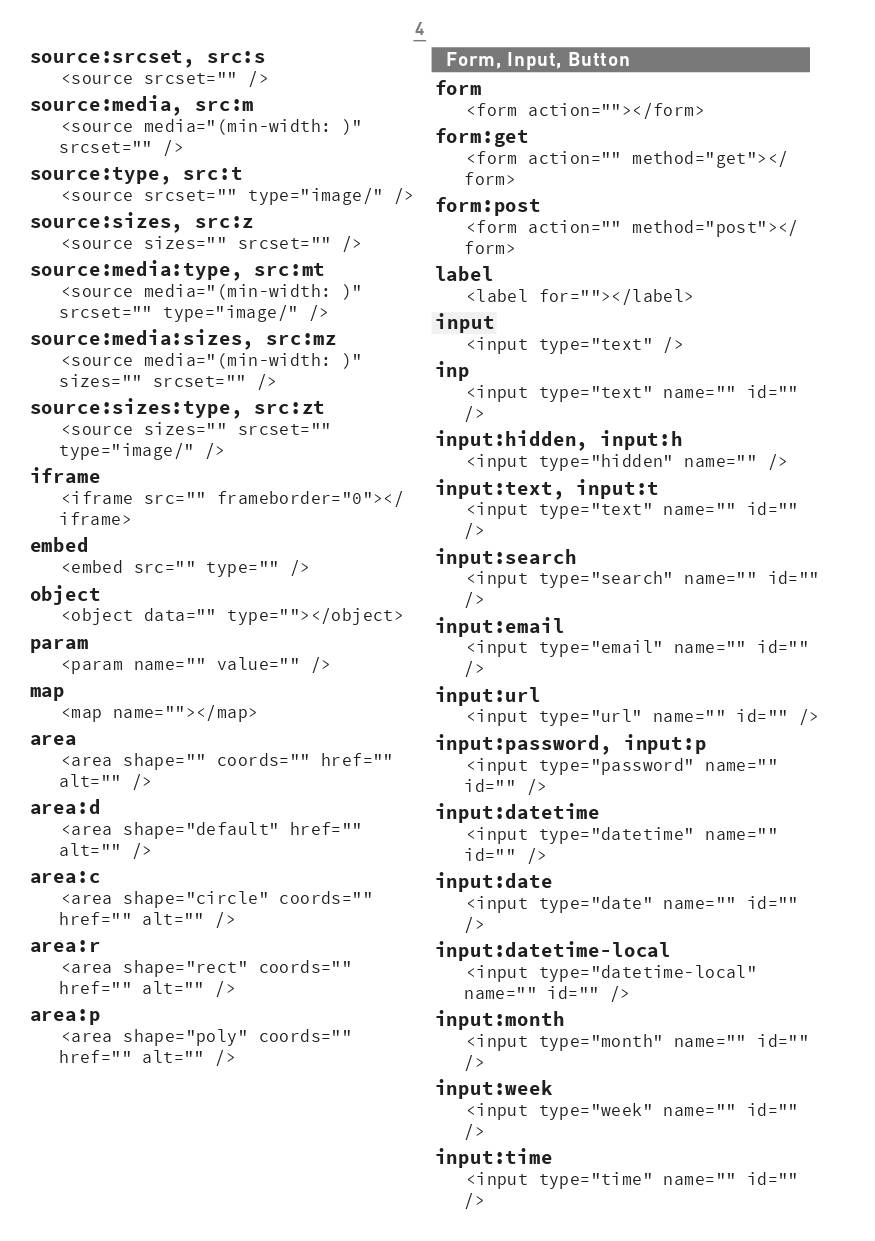 4
source:srcset, src:s
<source srcset="" />
source:media, src:m
<source media="(min-width: )"
srcset="" />
source:type, src:t
<source srcset="" type="image/" />
source:sizes, src:z
<source sizes="" srcset="" />
source:media:type, src:mt
<source media="(min-width: )"
srcset="" type="image/" />
source:media:sizes, src:mz
<source media="(min-width: )"
sizes="" srcset="" />
source:sizes:type, src:zt
<source sizes="" srcset=""
type="image/" />
iframe
<iframe src="" frameborder="0"></
iframe>
embed
<embed src="" type="" />
object
<object data="" type=""></object>
param
<param name="" value="" />
map
<map name=""></map>
area
<area shape="" coords="" href=""
alt="" />
area:d
<area shape="default" href=""
alt="" />
area:c
<area shape="circle" coords=""
href="" alt="" />
area:r
<area shape="rect" coords=""
href="" alt="" />
area:p
<area shape="poly" coords=""
href="" alt="" />
Form, Input, Button
form
<form action=""></form>
form:get
<form action="" method="get"></
form>
form:post
<form action="" method="post"></
form>
label
<label for=""></label>
input
<input type="text" />
inp
<input type="text" name="" id=""
/>
input:hidden, input:h
<input type="hidden" name="" />
input:text, input:t
<input type="text" name="" id=""
/>
input:search
<input type="search" name="" id=""
/>
input:email
<input type="email" name="" id=""
/>
input:url
<input type="url" name="" id="" />
input:password, input:p
<input type="password" name=""
id="" />
input:datetime
<input type="datetime" name=""
id="" />
input:date
<input type="date" name="" id=""
/>
input:datetime-local
<input type="datetime-local"
name="" id="" />
input:month
<input type="month" name="" id=""
/>
input:week
<input type="week" name="" id=""
/>
input:time
<input type="time" name="" id=""
/>